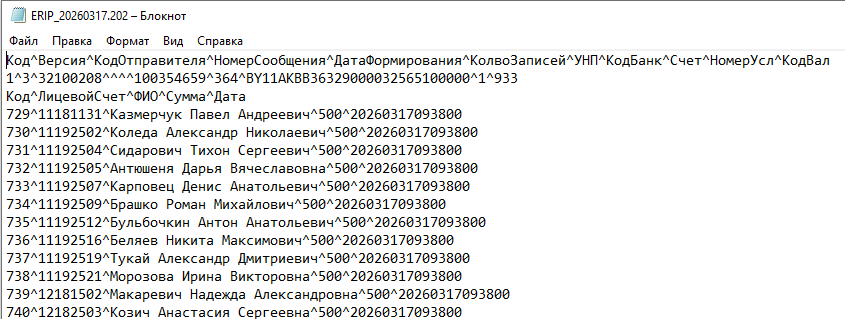 ERIP_20260317.202 – Блокнот
Файл Правка Формат Вид Справка
Код^Версия^КодОтправителя^НомерСообщения^ДатаФормирования^КолвоЗаписей^УНП^КодБанк^Счет^НомерУсл^КодВал
1^3^32100208^^^^100354659^364^BY11AKBB36329000032565100000^1^933
Код^ЛицевойСчет^ФИО^Сумма^Дата
729^11181131^Казмерчук Павел Андреевич^500^20260317093800
730^11192502^Коледа Александр Николаевич^500^20260317093800
731^11192504^Сидарович Тихон Сергеевич^500^20260317093800
732^11192505^Антюшеня Дарья Вячеславовна^500^20260317093800
733^11192507^Карповец Денис Анатольевич^500^20260317093800
734^11192509^Брашко Роман Михайлович^500^20260317093800
735^11192512^Бульбочкин Антон Анатольевич^500^20260317093800
736^11192516^Беляев Никита Максимович^500^20260317093800
737^11192519^Тукай Александр Дмитриевич^500^20260317093800
738^11192521^Морозова Ирина Викторовна^500^20260317093800
739^12181502^Макаревич Надежда Александровна^500^20260317093800
740^12182503^Козич Анастасия Сергеевна^500^20260317093800